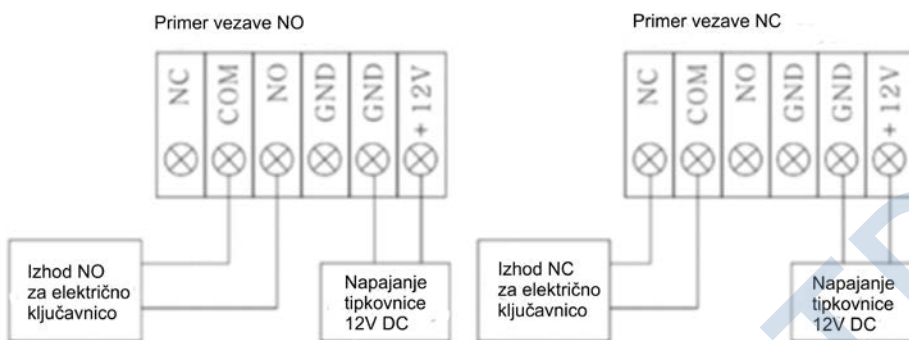 Primer vezave NO
NC
COM
NO
GND
GND
+ 12V
Izhod NO
za električno
ključavnico
Napajanje
tipkovnice
12V DC
Primer vezave NC
NC
COM
NO
GND
GND
+ 12V
Izhod NC
za električno
ključavnico
Napajanje
tipkovnice
12V DC